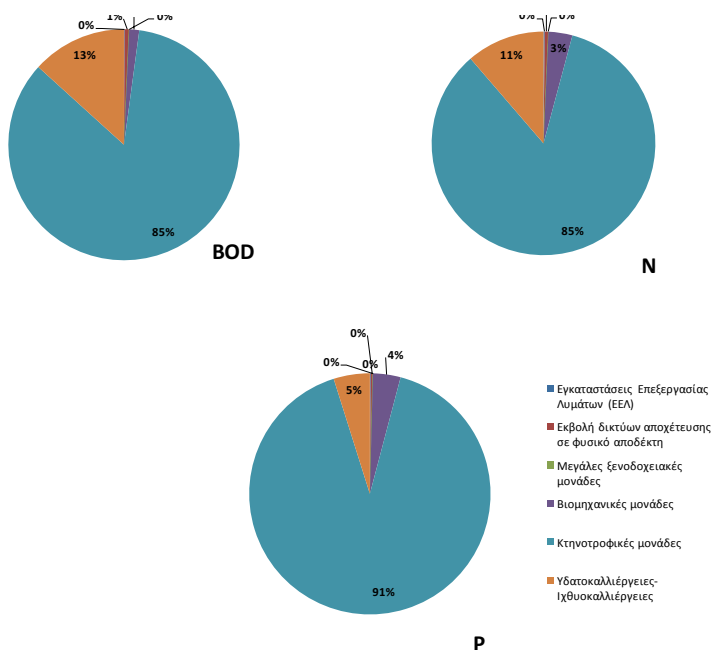 1%
0%
0%
13%
85%
BOD
0%
0%
3%
11%
85%
N
0%
0%
0%
4%
5%
91%
P
Εγκαταστάσεις Επεξεργασίας
Λυμάτων (ΕΕΛ)
Εκβολή δικτύων αποχέτευσης
σε φυσικό αποδέκτη
Μεγάλες ξενοδοχειακές
μονάδες
Βιομηχανικές μονάδες
Κτηνοτροφικές μονάδες
Υδατοκαλλιέργειες-
Ιχθυοκαλλιέργειες